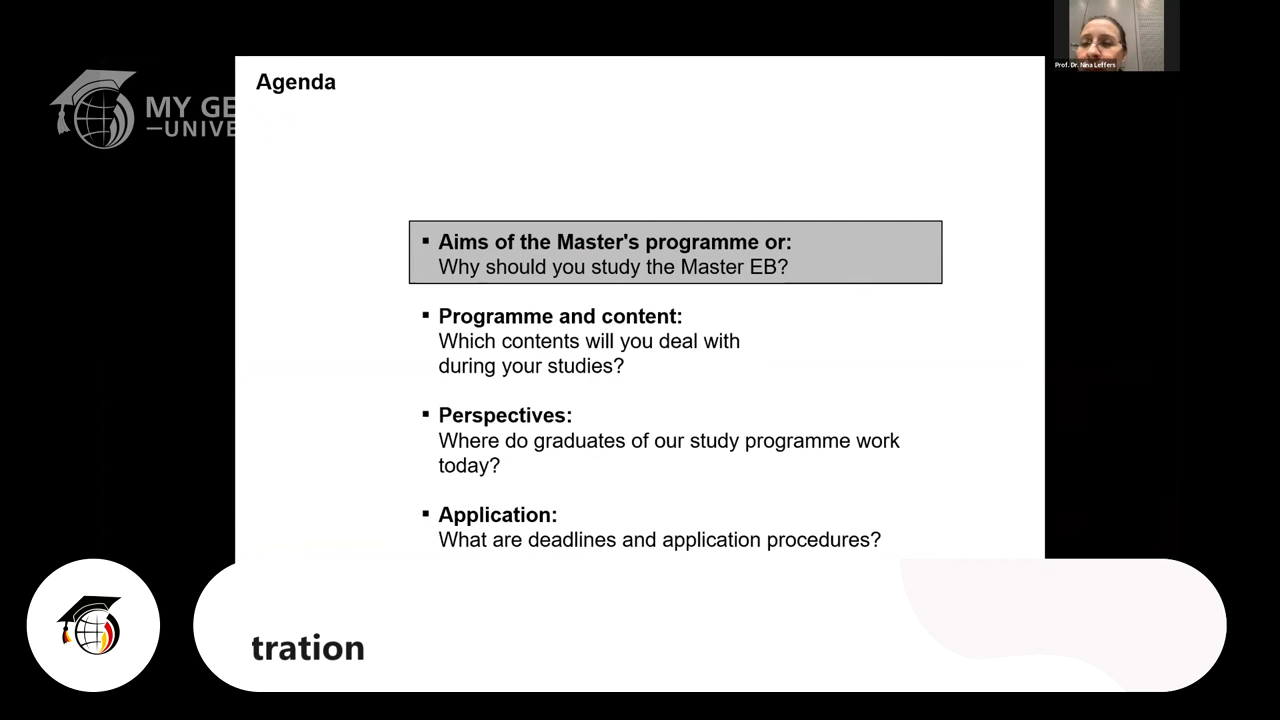 Prof. Dr. Nina Leffers
Agenda
MY GE
UNIVE
▪ Aims of the Master's programme or:
Why should you study the Master EB?
▪ Programme and content:
Which contents will you deal with
during your studies?
▪ Perspectives:
Where do graduates of our study programme work
today?
▪ Application:
What are deadlines and application procedures?
tration